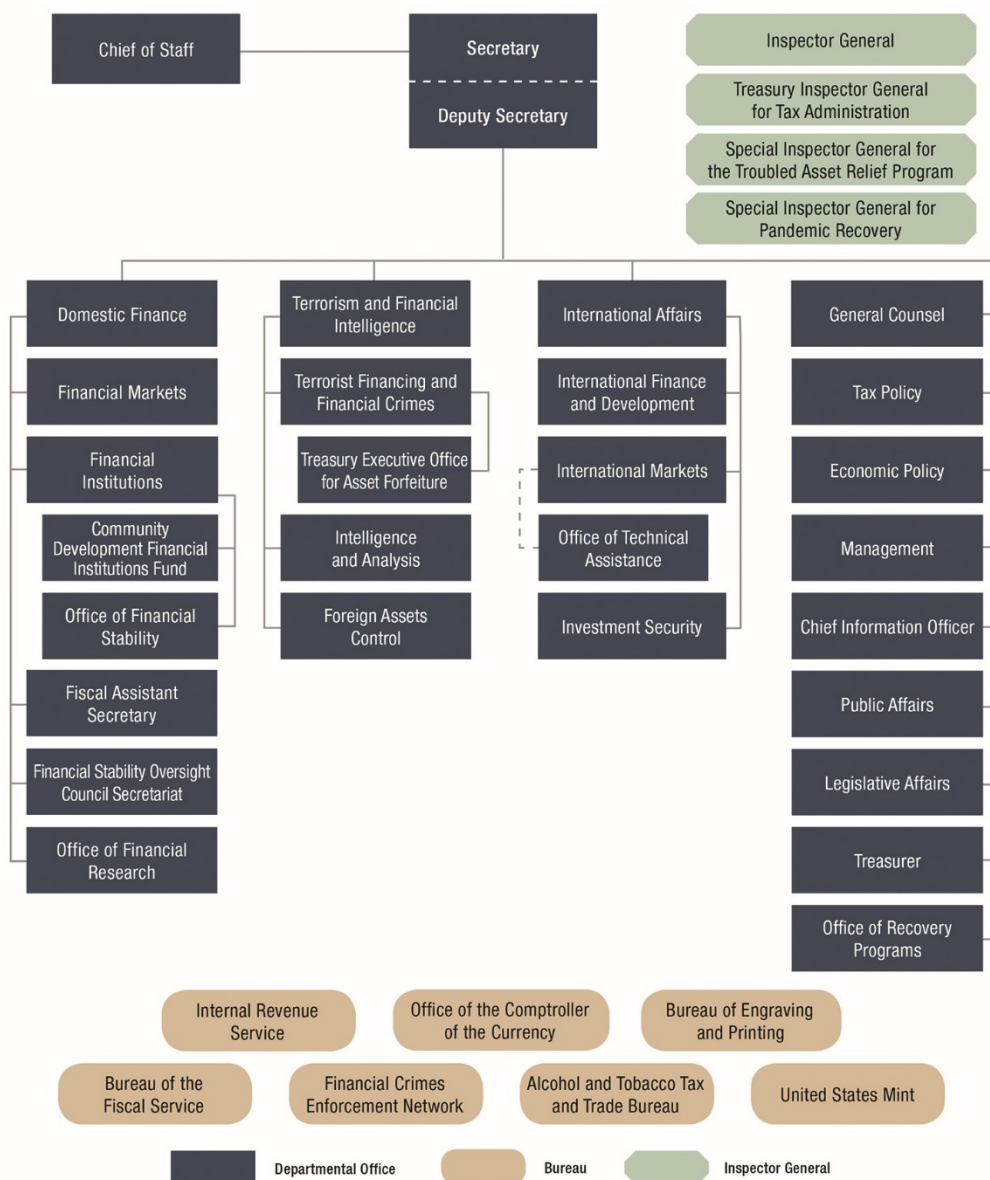 Chief of Staff
Secretary
Deputy Secretary
Inspector General
Treasury Inspector General
for Tax Administration
Special Inspector General for
the Troubled Asset Relief Program
Special Inspector General for
Pandemic Recovery
Domestic Finance
Financial Markets
Financial
Institutions
Community
Development Financial
Institutions Fund
Office of Financial
Stability
Fiscal Assistant
Secretary
Financial Stability Oversight
Council Secretariat
Office of Financial
Research
Terrorism and Financial
Intelligence
Terrorist Financing and
Financial Crimes
Treasury Executive Office
for Asset Forfeiture
Intelligence
and Analysis
Foreign Assets
Control
International Affairs
International Finance
and Development
International Markets
Office of Technical
Assistance
Investment Security
General Counsel
Tax Policy
Economic Policy
Management
Chief Information Officer
Public Affairs
Legislative Affairs
Treasurer
Office of Recovery
Programs
Internal Revenue
Service
Office of the Comptroller
of the Currency
Bureau of Engraving
and Printing
Bureau of the
Fiscal Service
Financial Crimes
Enforcement Network
Alcohol and Tobacco Tax
and Trade Bureau
United States Mint
Departmental Office
Bureau
Inspector General